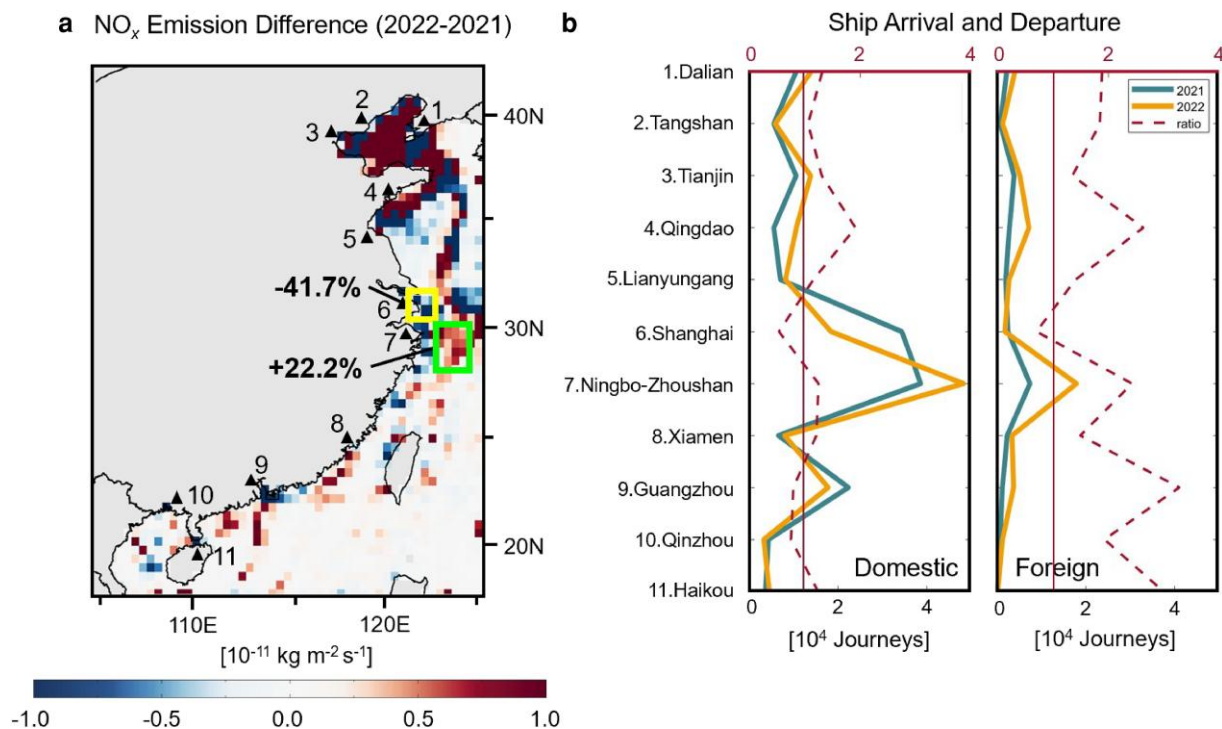 a NOx Emission Difference (2022-2021)
40N
30N
20N
110E
120E
1
2
3
4
5
6
7
8
9
10
11
-41.7%
+22.2%
[10-11 kg m-2 s-1]
-1.0 -0.5 0.0 0.5 1.0
b Ship Arrival and Departure
0 2 4 0 2 4
1.Dalian
2.Tangshan
3.Tianjin
4.Qingdao
5.Lianyungang
6.Shanghai
7.Ningbo-Zhoushan
8.Xiamen
9.Guangzhou
10.Qinzhou
11.Haikou
2021
2022
ratio
Domestic
Foreign
0 2 4 0 2 4
[10⁴ Journeys] [10⁴ Journeys]